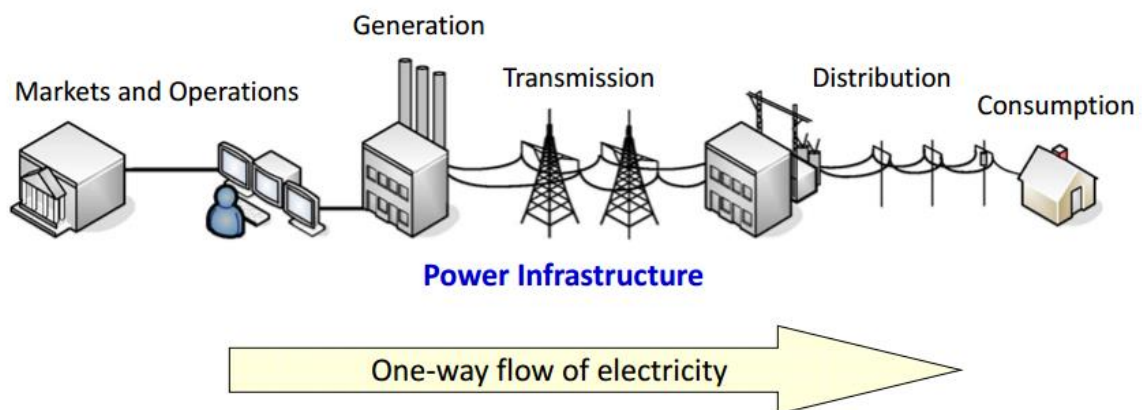 Generation
Markets and Operations
Transmission
Distribution
Consumption
Power Infrastructure
One-way flow of electricity